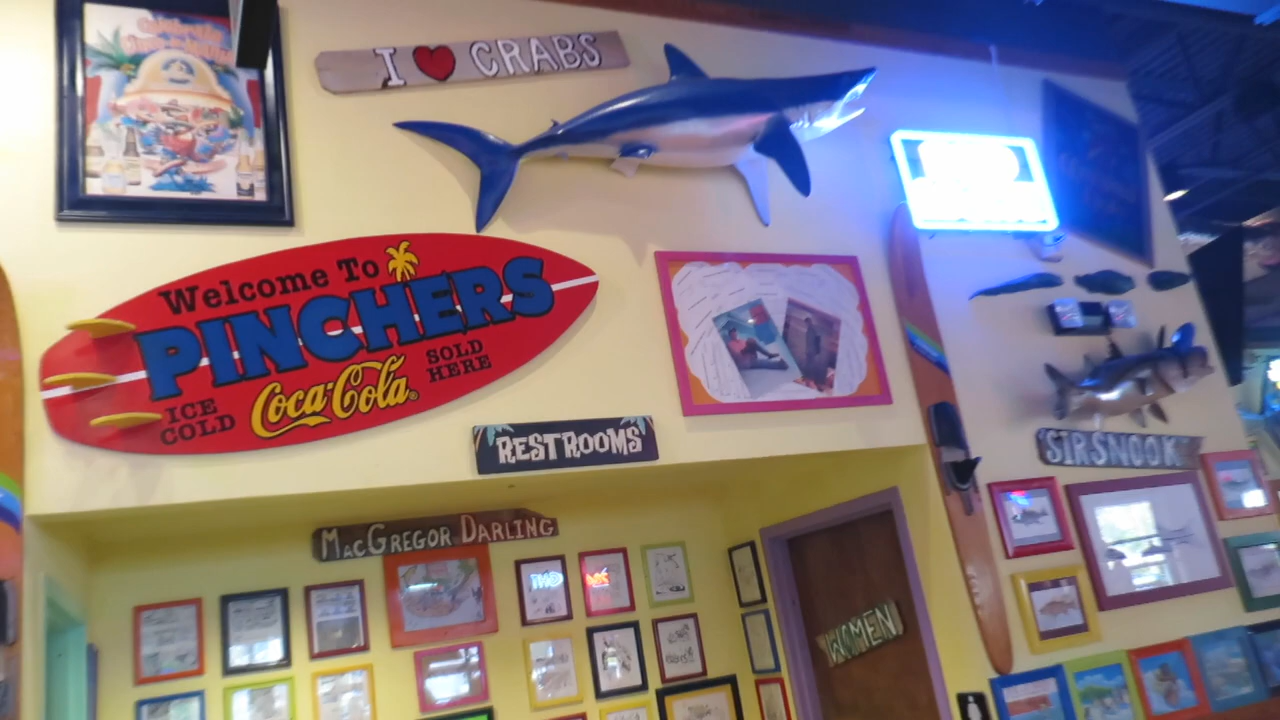 I ♥ CRABS
Welcome To
PINCHERS
ICE
COLD
Coca-Cola®
SOLD
HERE
RESTROOMS
SIR SNOOK
MACGREGOR DARLING
WOMEN